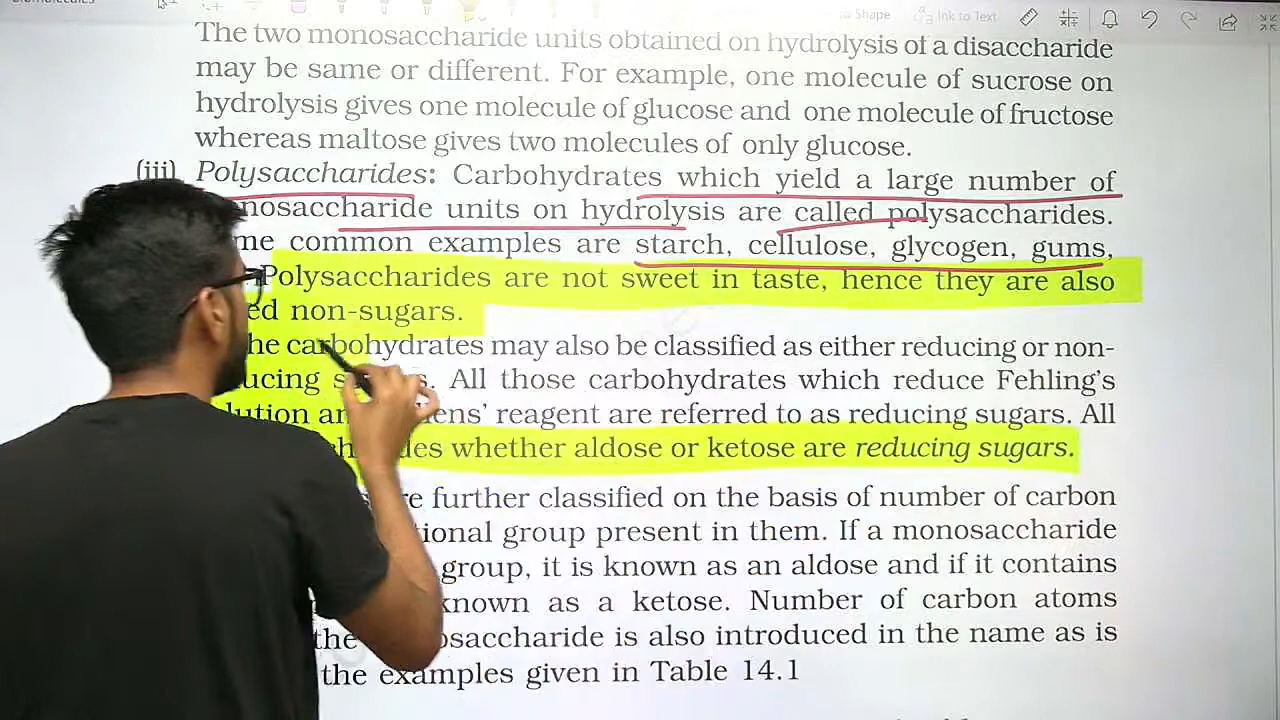 Shape Link to Text
The two monosaccharide units obtained on hydrolysis of a disaccharide
may be same or different. For example, one molecule of sucrose on
hydrolysis gives one molecule of glucose and one molecule of fructose
whereas maltose gives two molecules of only glucose.
(iii) Polysaccharides: Carbohydrates which yield a large number of
nosaccharide units on hydrolysis are called polysaccharides.
me common examples are starch, cellulose, glycogen, gums,
Polysaccharides are not sweet in taste, hence they are also
ed non-sugars.
he carbohydrates may also be classified as either reducing or non-
ucing s s. All those carbohydrates which reduce Fehling's
lution an ens' reagent are referred to as reducing sugars. All
h des whether aldose or ketose are reducing sugars.
re further classified on the basis of number of carbon
ional group present in them. If a monosaccharide
group, it is known as an aldose and if it contains
known as a ketose. Number of carbon atoms
the osaccharide is also introduced in the name as is
the examples given in Table 14.1